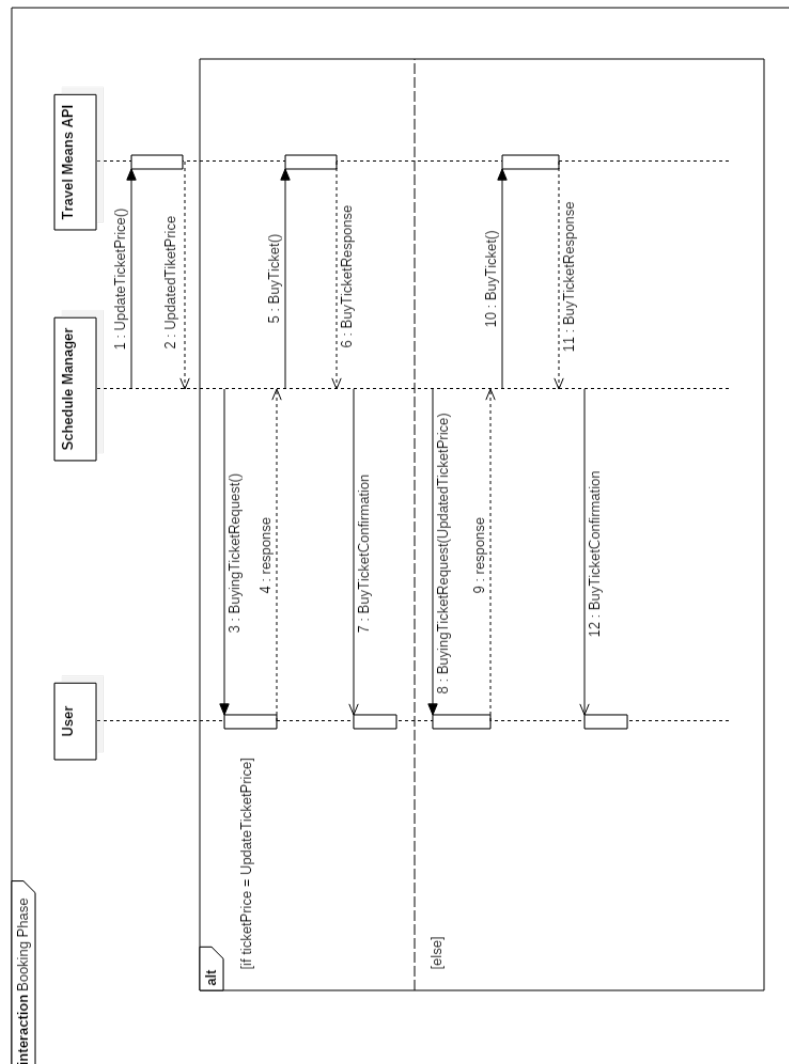 interaction Booking Phase
User
Schedule Manager
Travel Means API
1 : UpdateTicketPrice()
2 : UpdatedTiketPrice
alt
[if ticketPrice = UpdateTicketPrice]
3 : BuyingTicketRequest()
4 : response
5 : BuyTicket()
6 : BuyTicketResponse
7 : BuyTicketConfirmation
[else]
8 : BuyingTicketRequest(UpdatedTicketPrice)
9 : response
10 : BuyTicket()
11 : BuyTicketResponse
12 : BuyTicketConfirmation